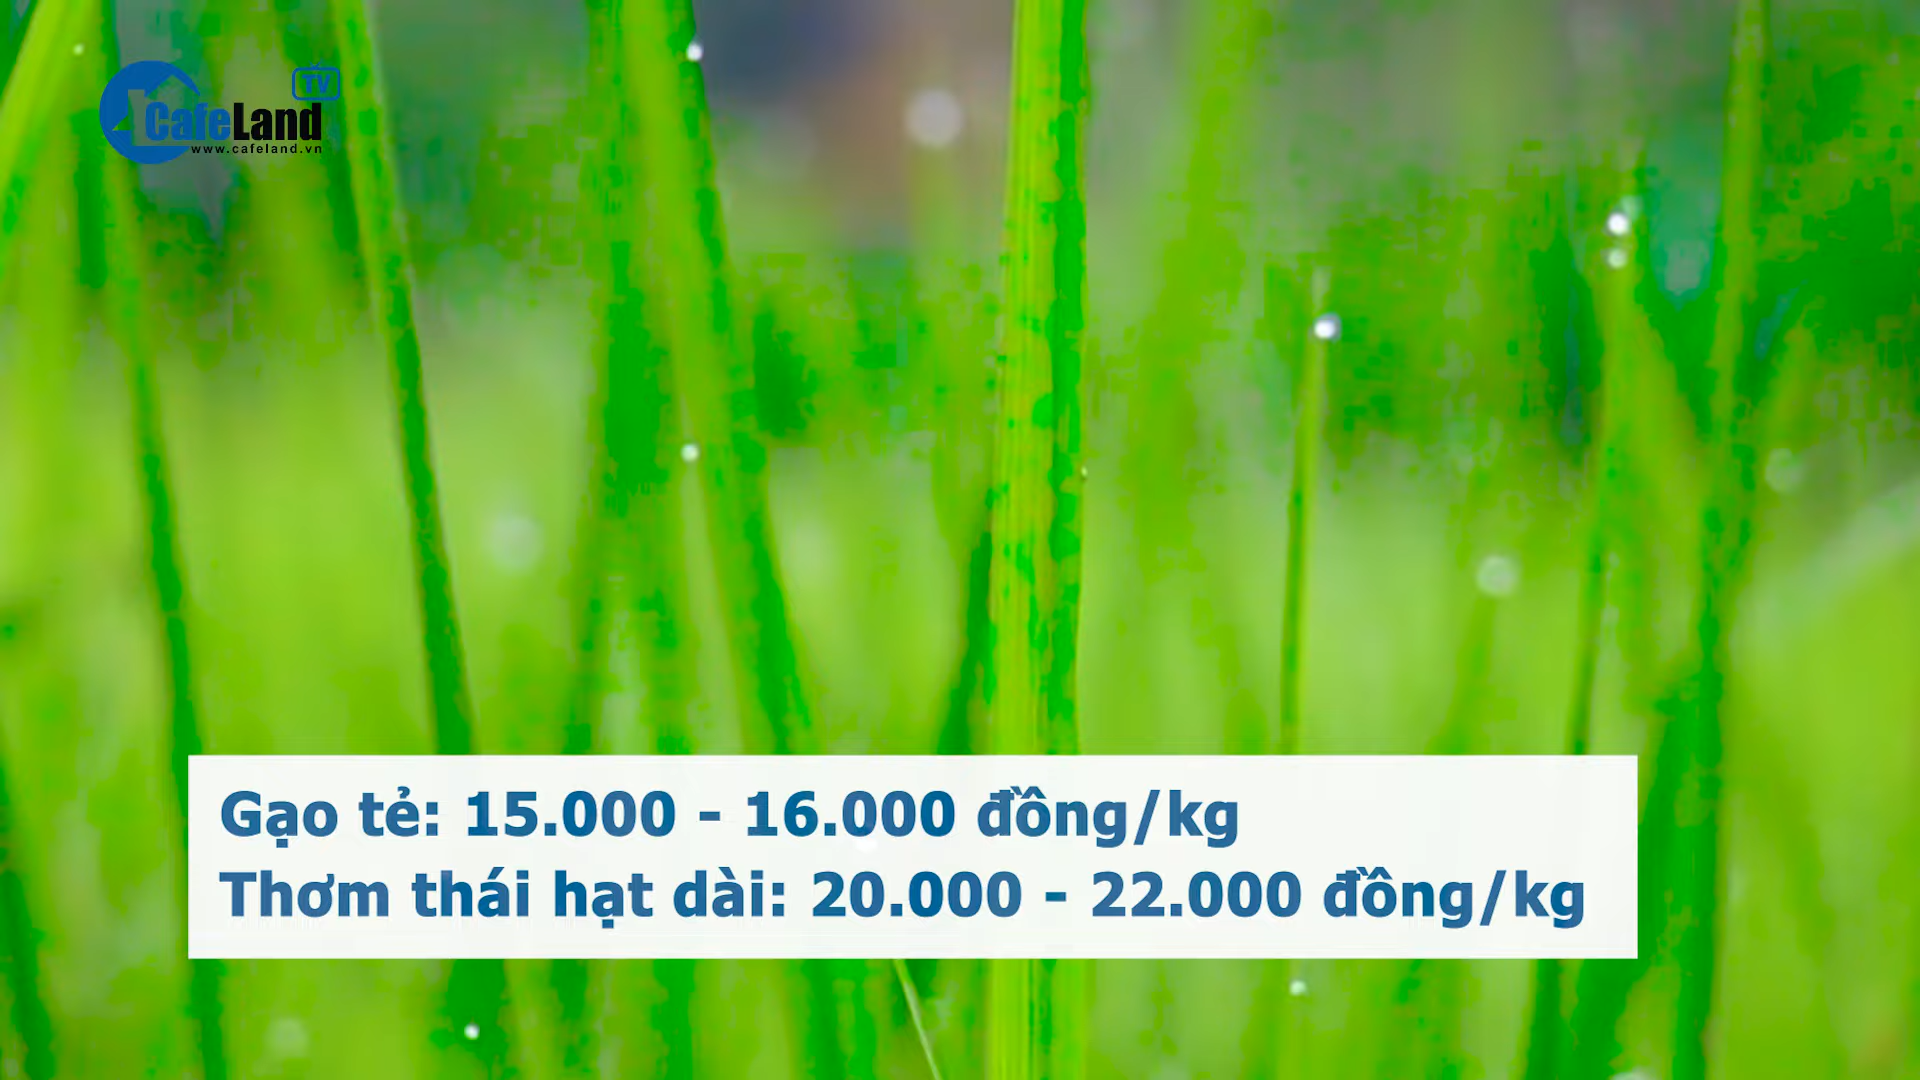 TV
CafeLand
www.cafeland.vn
Gạo tẻ: 15.000 - 16.000 đồng/kg
Thơm thái hạt dài: 20.000 - 22.000 đồng/kg